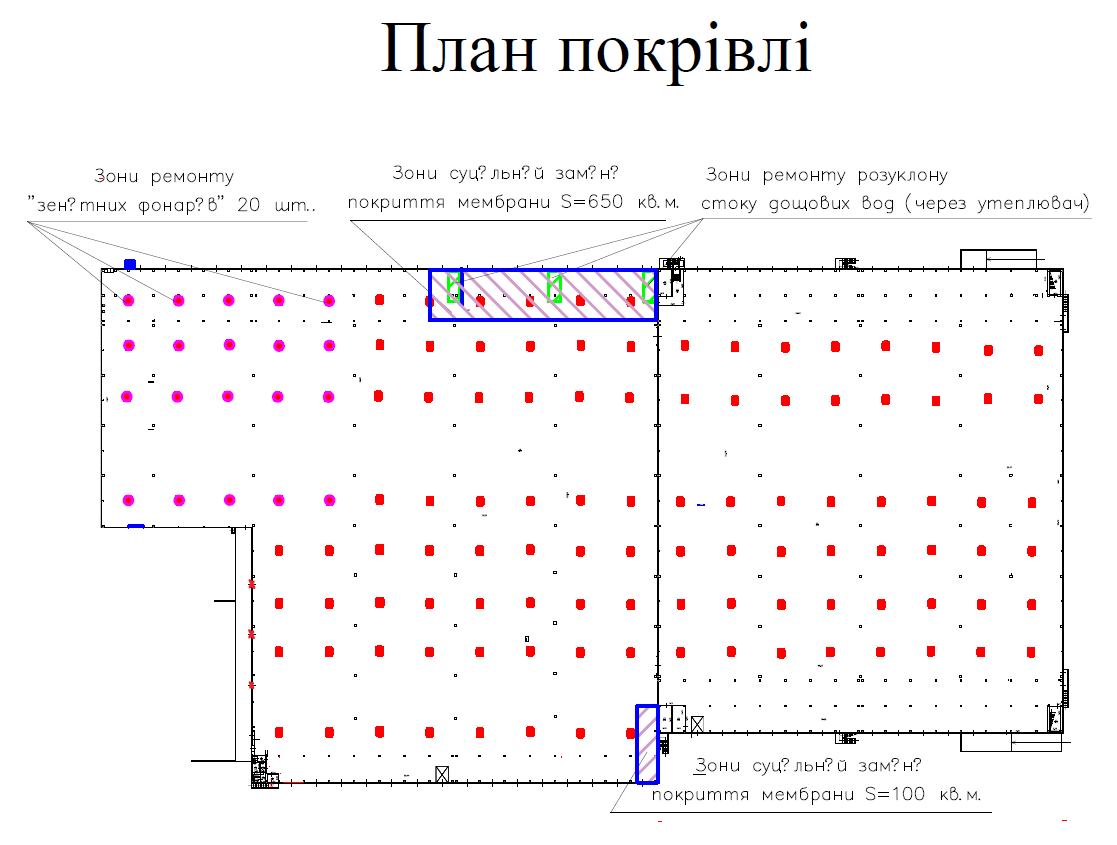 План покрівлі
Зони ремонту
"зен?тних фонар?в" 20 шт..
Зони суц?льн?й зам?н?
покриття мембрани S=650 кв.м.
Зони ремонту розуклону
стоку дощових вод (через утеплювач)
Зони суц?льн?й зам?н?
покриття мембрани S=100 кв.м.